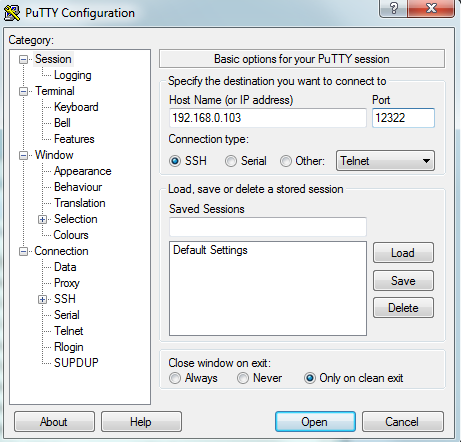 PuTTY Configuration
Category:
Session
Logging
Terminal
Keyboard
Bell
Features
Window
Appearance
Behaviour
Translation
Selection
Colours
Connection
Data
Proxy
SSH
Serial
Telnet
Rlogin
SUPDUP
Basic options for your PuTTY session
Specify the destination you want to connect to
Host Name (or IP address) Port
192.168.0.103 12322
Connection type:
SSH Serial Other: Telnet
Load, save or delete a stored session
Saved Sessions
Default Settings
Load
Save
Delete
Close window on exit:
Always Never Only on clean exit
About Help Open Cancel